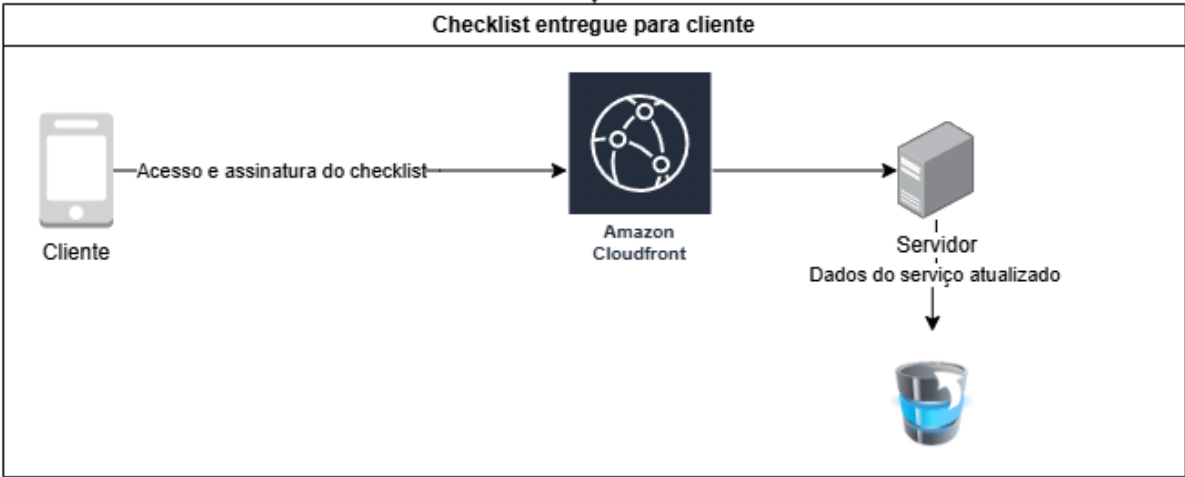 Checklist entregue para cliente
Acesso e assinatura do checklist
Cliente
Amazon
Cloudfront
Servidor
Dados do serviço atualizado